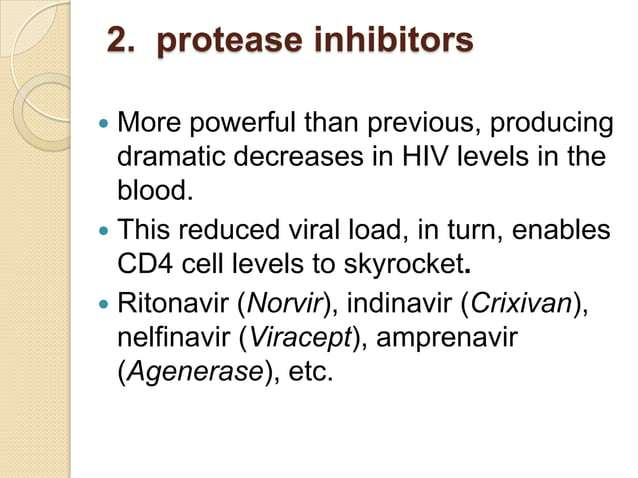 2. protease inhibitors
• More powerful than previous, producing
dramatic decreases in HIV levels in the
blood.
• This reduced viral load, in turn, enables
CD4 cell levels to skyrocket.
• Ritonavir (Norvir), indinavir (Crixivan),
nelfinavir (Viracept), amprenavir
(Agenerase), etc.